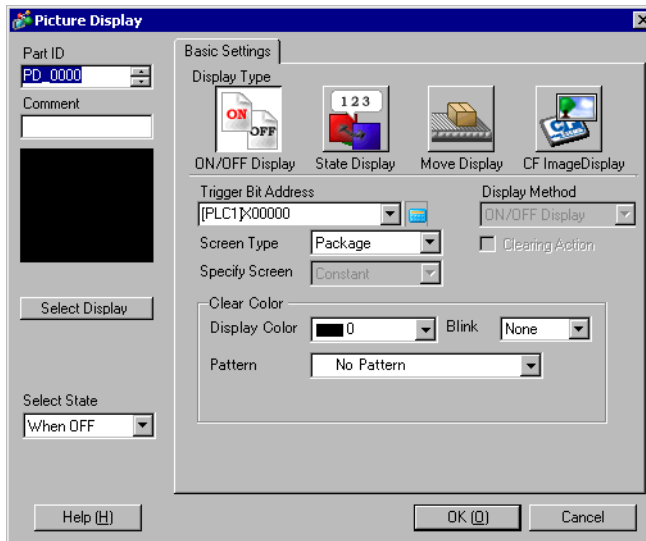 Picture Display
Part ID
PD_0000
Comment
Select Display
Select State
When OFF
Basic Settings
Display Type
ON
OFF
ON/OFF Display
1 2 3
State Display
Move Display
CF ImageDisplay
Trigger Bit Address
[PLC1]X00000
Display Method
ON/OFF Display
Screen Type
Package
Clearing Action
Specify Screen
Constant
Clear Color
Display Color
0
Blink
None
Pattern
No Pattern
Help (H)
OK (O)
Cancel